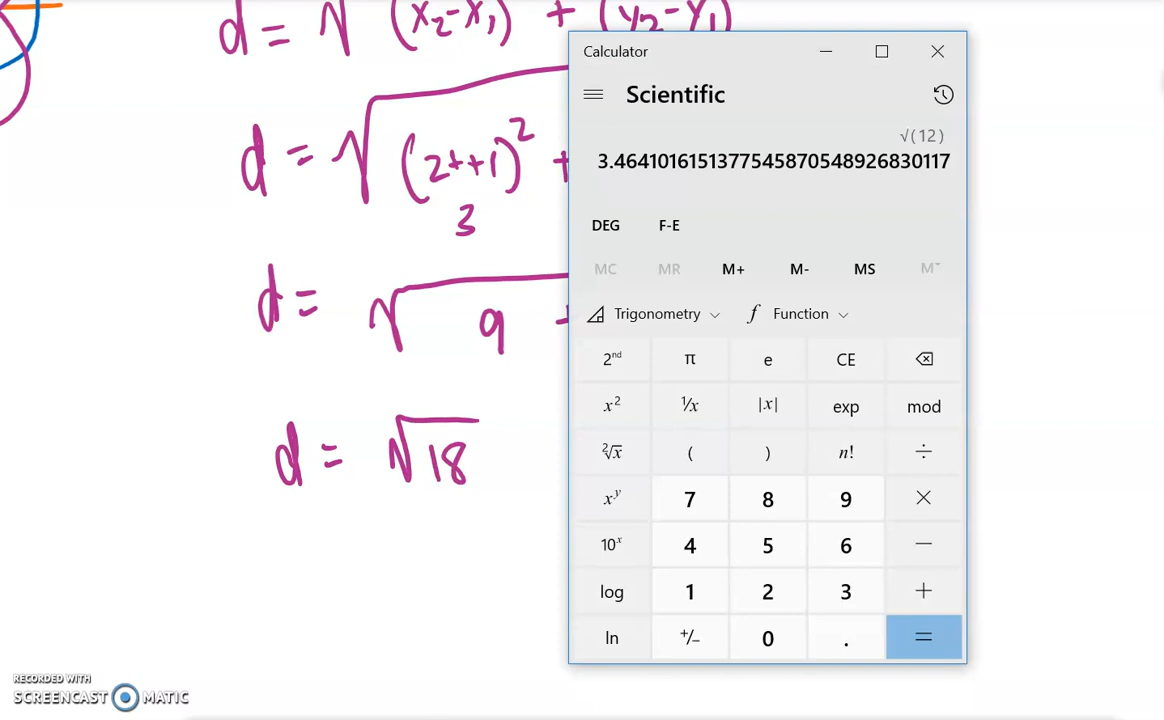 d = √ (x₂-x₁) + (y₂-y₁)
d = √ (2++1)² +
3
d = √ 9 +
d = √18
Calculator
Scientific
√(12)
3.4641016151377545870548926830117
DEG F-E
MC MR M+ M- MS M˅
Trigonometry f Function
2ⁿᵈ π e CE
x² ¹/x |x| exp mod
²√x ( ) n! ÷
xʸ 7 8 9 ×
10ˣ 4 5 6 −
log 1 2 3 +
ln +/− 0 . =
RECORDED WITH
SCREENCAST MATIC